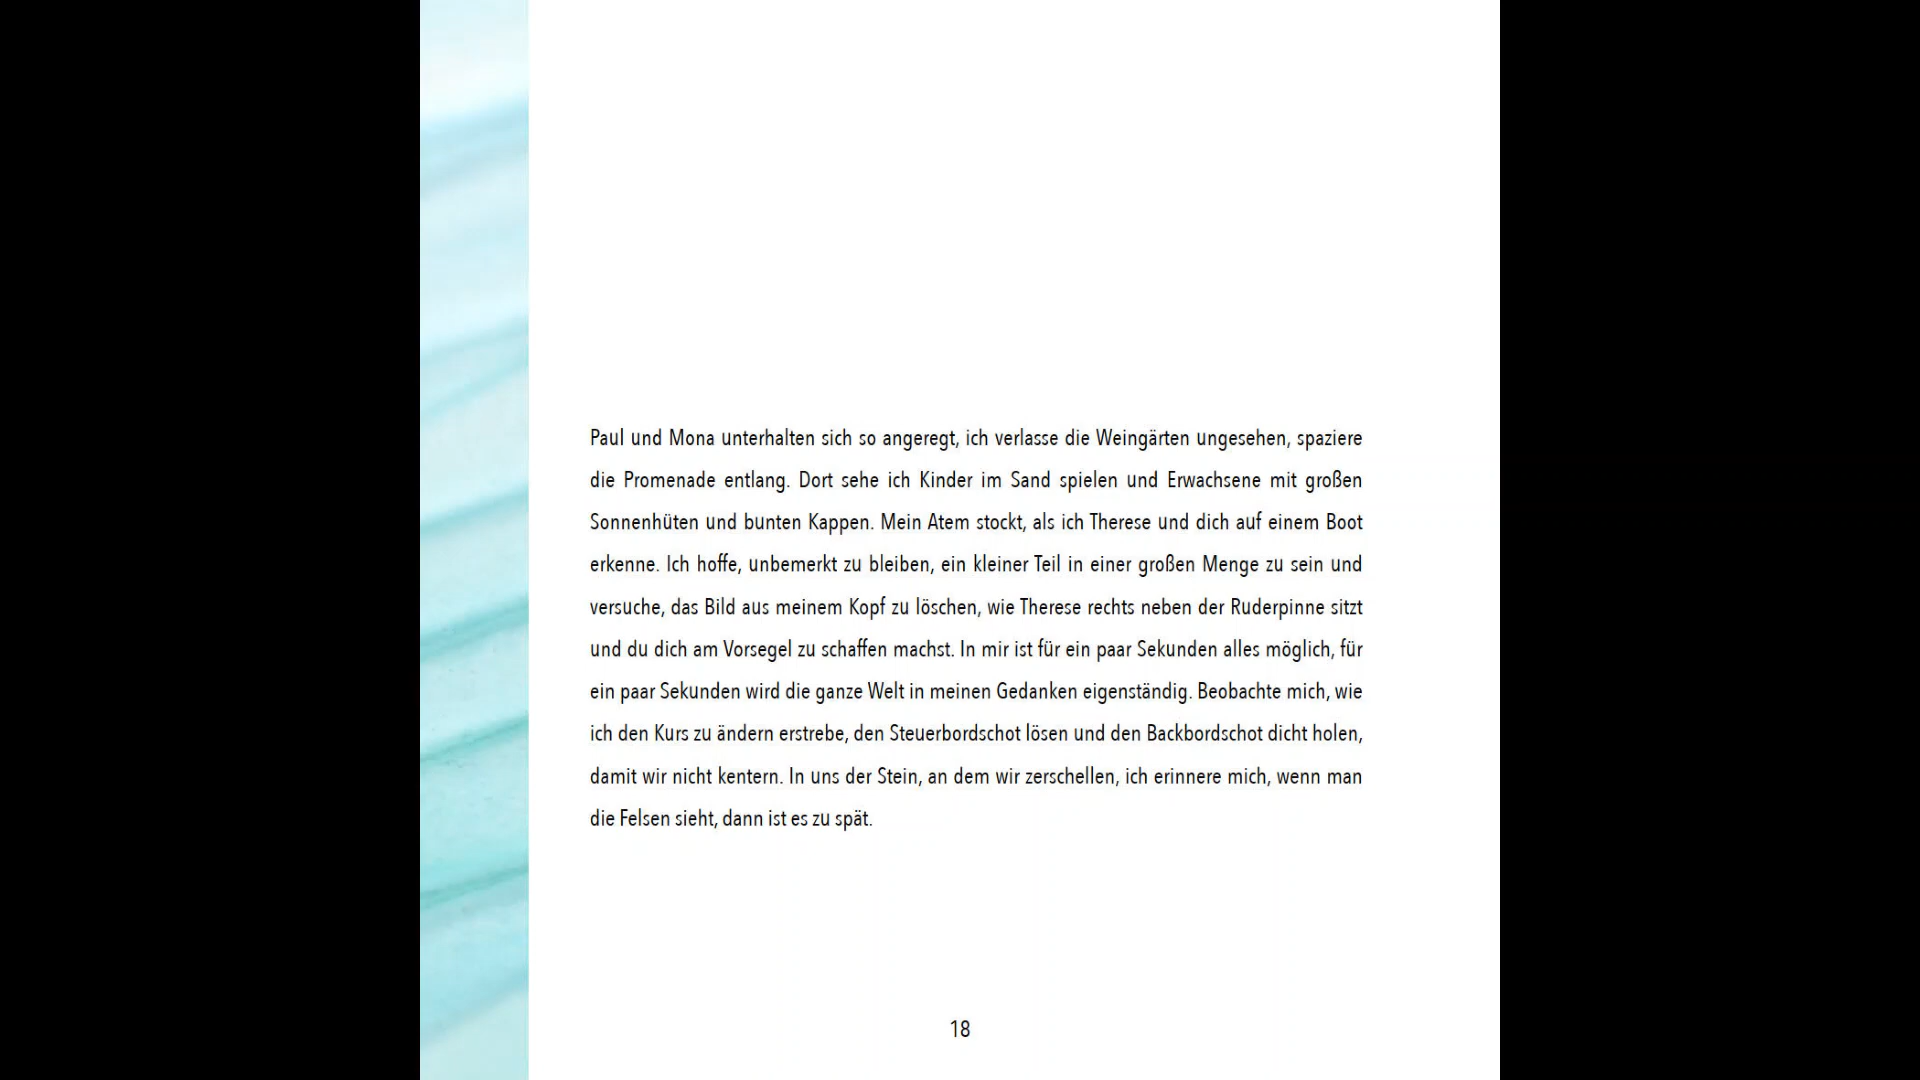 Paul und Mona unterhalten sich so angeregt, ich verlasse die Weingärten ungesehen, spaziere
die Promenade entlang. Dort sehe ich Kinder im Sand spielen und Erwachsene mit großen
Sonnenhüten und bunten Kappen. Mein Atem stockt, als ich Therese und dich auf einem Boot
erkenne. Ich hoffe, unbemerkt zu bleiben, ein kleiner Teil in einer großen Menge zu sein und
versuche, das Bild aus meinem Kopf zu löschen, wie Therese rechts neben der Ruderpinne sitzt
und du dich am Vorsegel zu schaffen machst. In mir ist für ein paar Sekunden alles möglich, für
ein paar Sekunden wird die ganze Welt in meinen Gedanken eigenständig. Beobachte mich, wie
ich den Kurs zu ändern erstrebe, den Steuerbordschot lösen und den Backbordschot dicht holen,
damit wir nicht kentern. In uns der Stein, an dem wir zerschellen, ich erinnere mich, wenn man
die Felsen sieht, dann ist es zu spät.
18